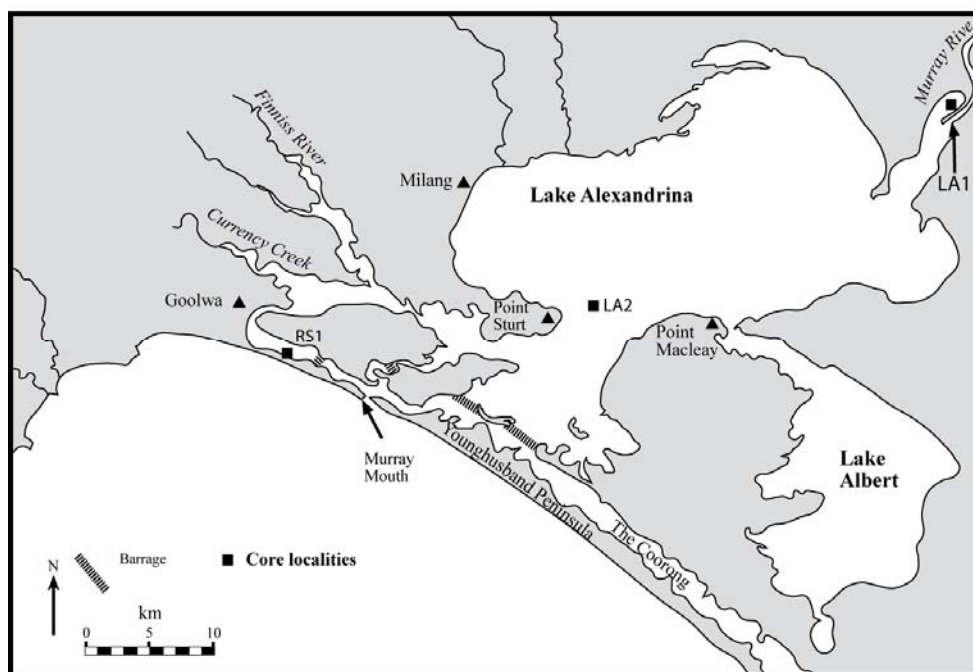 Finniss River
Murray River
Milang
Lake Alexandrina
LA1
Currency Creek
Goolwa
Point
Sturt
LA2
Point
Macleay
RS1
Murray
Mouth
Younghusband Peninsula
Lake
Albert
The Coorong
Barrage
Core localities
N
km
0 5 10